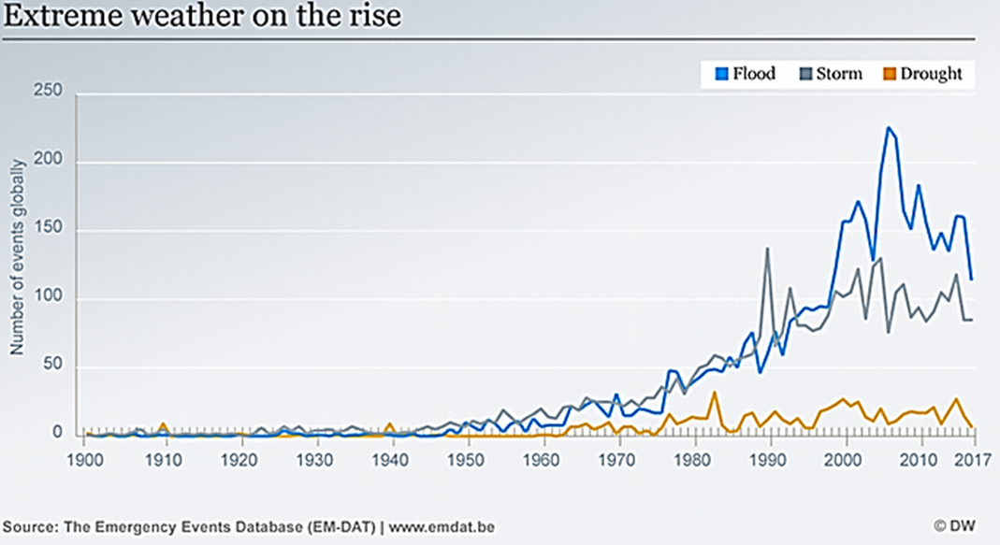 Extreme weather on the rise
Flood Storm Drought
Number of events globally
250
200
150
100
50
0
1900 1910 1920 1930 1940 1950 1960 1970 1980 1990 2000 2010 2017
Source: The Emergency Events Database (EM-DAT) | www.emdat.be
© DW